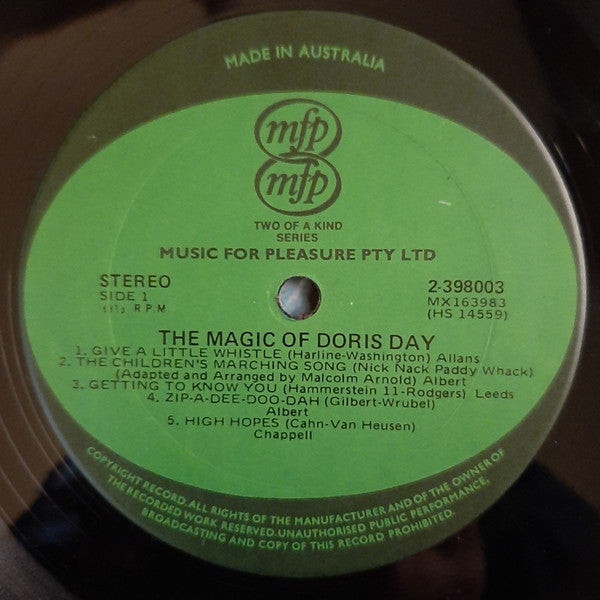 MADE IN AUSTRALIA
mfp
mfp
TWO OF A KIND
SERIES
MUSIC FOR PLEASURE PTY LTD
STEREO
SIDE 1
33⅓ RPM
2-398003
MX163983
(HS 14559)
THE MAGIC OF DORIS DAY
1. GIVE A LITTLE WHISTLE (Harline-Washington) Allans
2. THE CHILDREN'S MARCHING SONG (Nick Nack Paddy Whack)
(Adapted and Arranged by Malcolm Arnold) Albert
3. GETTING TO KNOW YOU (Hammerstein 11-Rodgers) Leeds
4. ZIP-A-DEE-DOO-DAH (Gilbert-Wrubel)
Albert
5. HIGH HOPES (Cahn-Van Heusen)
Chappell
COPYRIGHT RECORD. ALL RIGHTS OF THE MANUFACTURER AND OF THE OWNER OF
THE RECORDED WORK RESERVED. UNAUTHORISED PUBLIC PERFORMANCE,
BROADCASTING AND COPY OF THIS RECORD PROHIBITED.